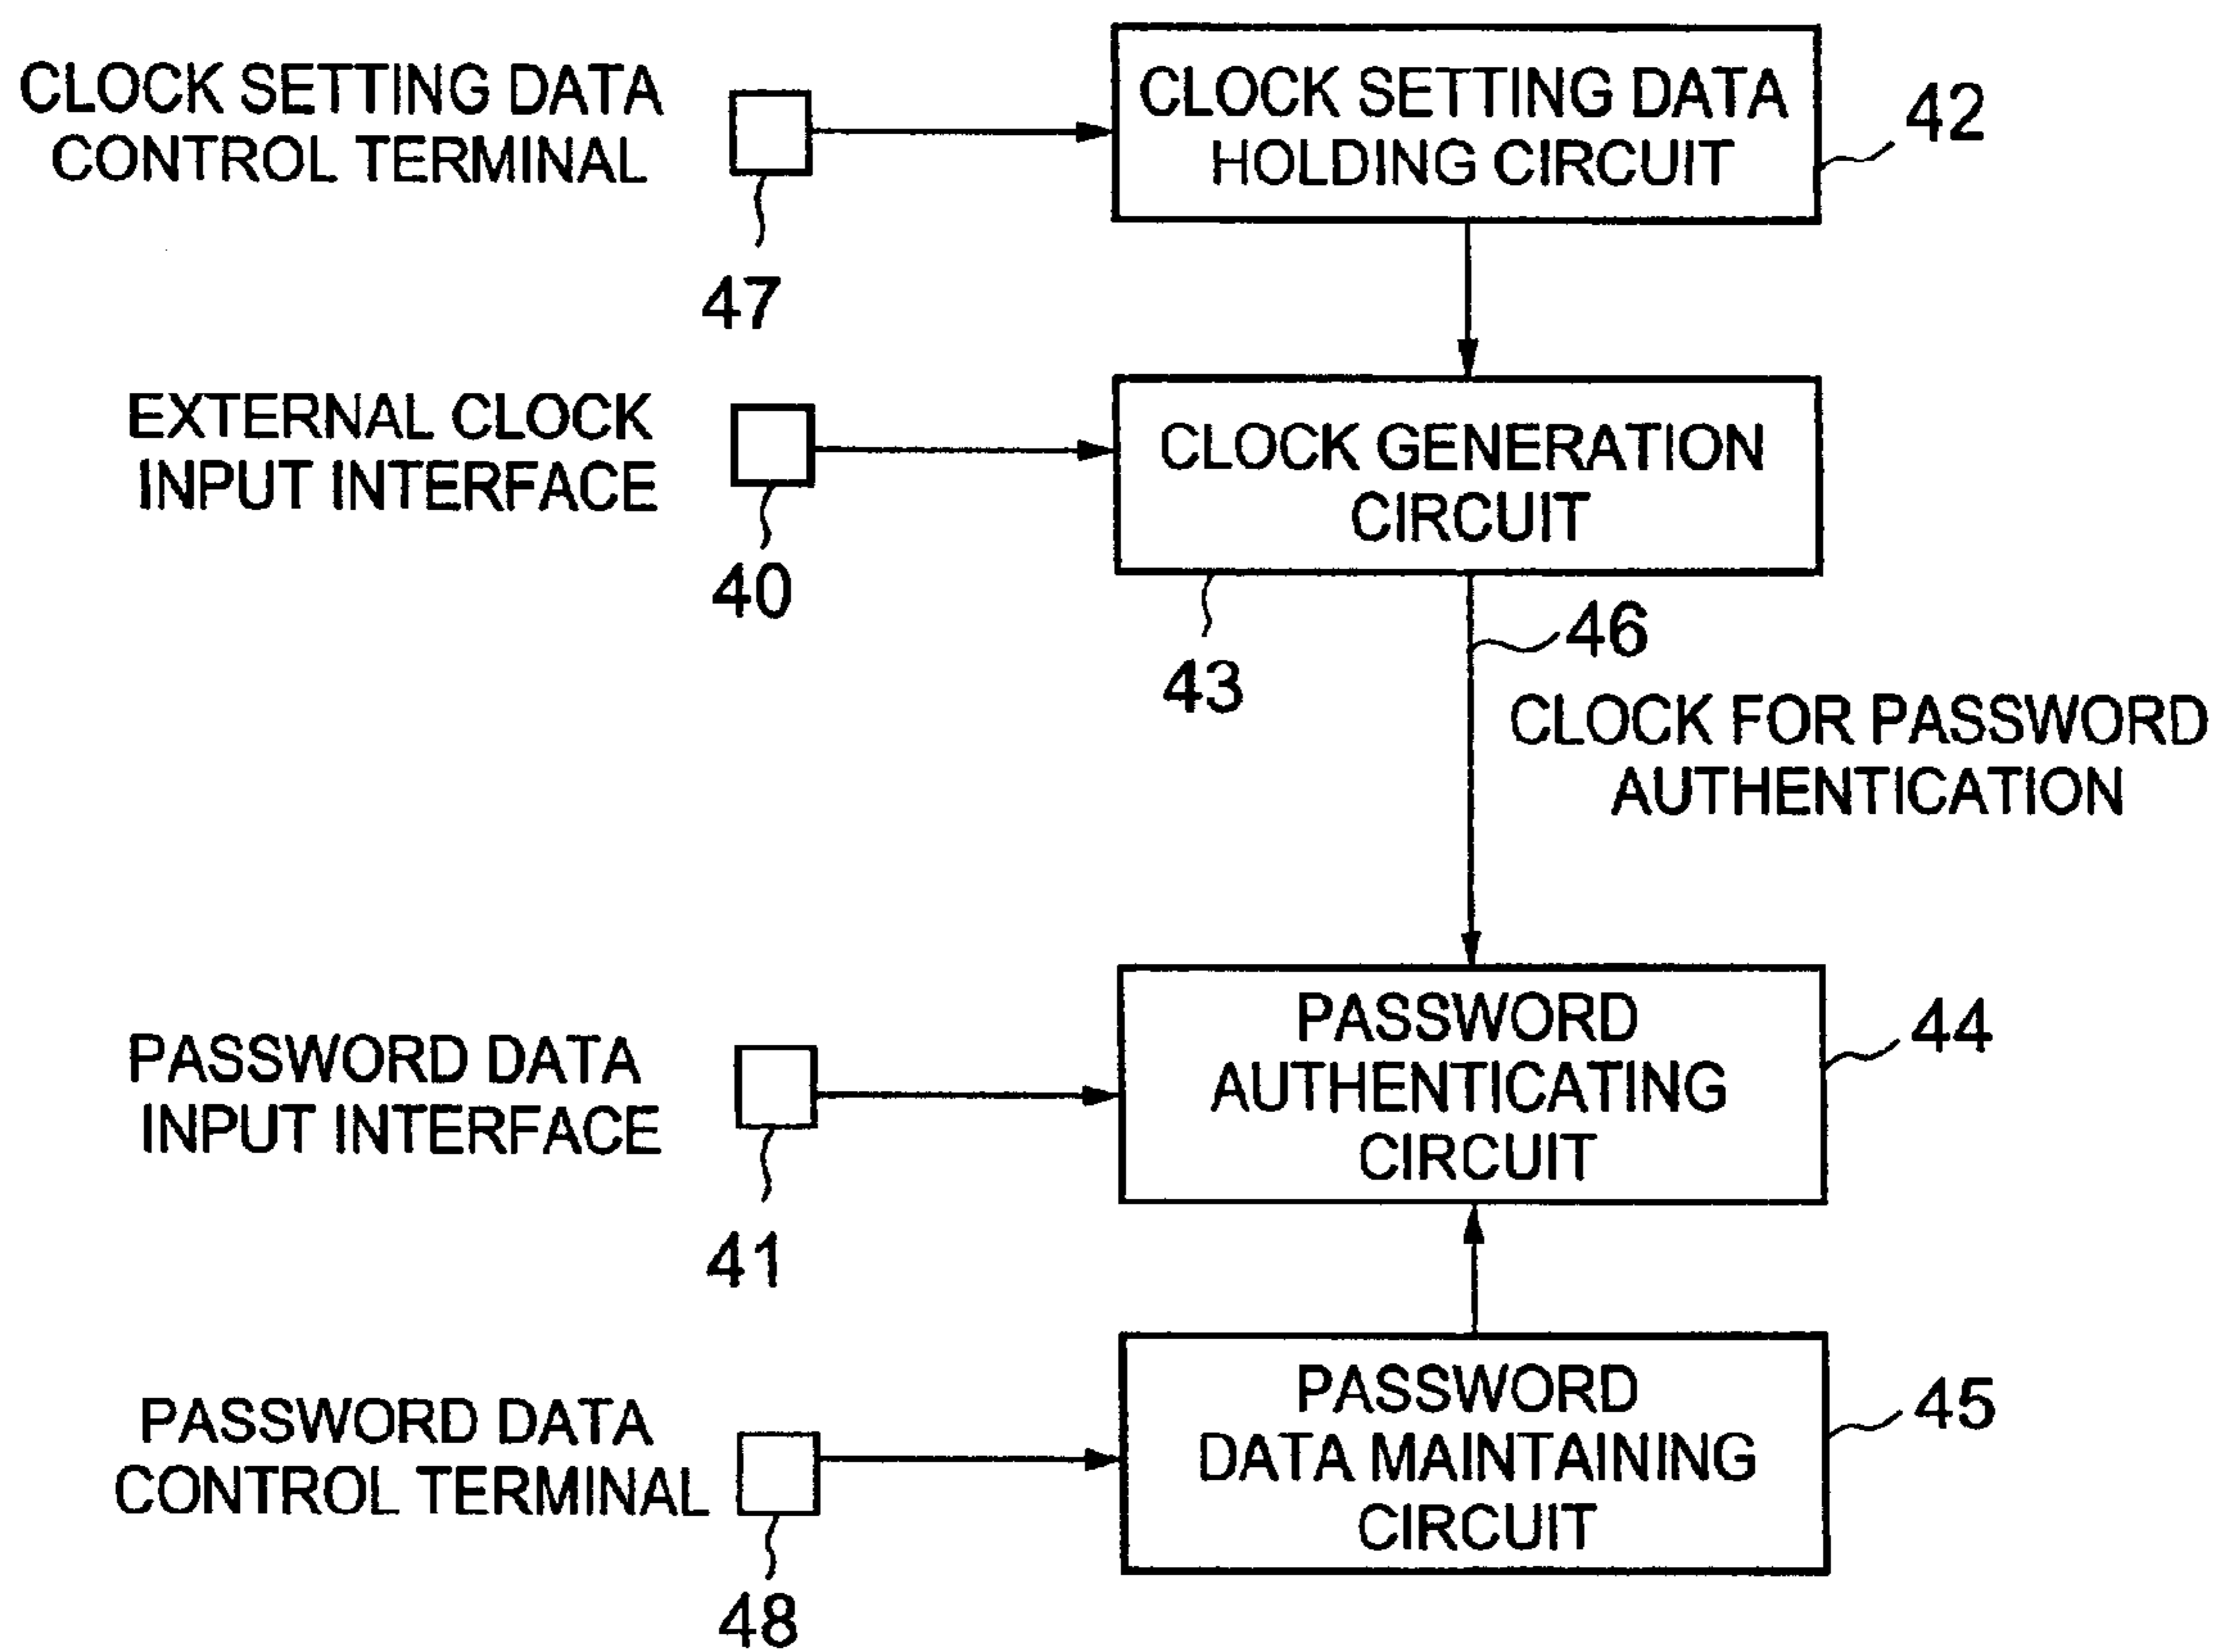 CLOCK SETTING DATA
CONTROL TERMINAL
47
CLOCK SETTING DATA
HOLDING CIRCUIT
42
EXTERNAL CLOCK
INPUT INTERFACE
40
CLOCK GENERATION
CIRCUIT
43
46
CLOCK FOR PASSWORD
AUTHENTICATION
PASSWORD DATA
INPUT INTERFACE
41
PASSWORD
AUTHENTICATING
CIRCUIT
44
PASSWORD DATA
CONTROL TERMINAL
48
PASSWORD
DATA MAINTAINING
CIRCUIT
45